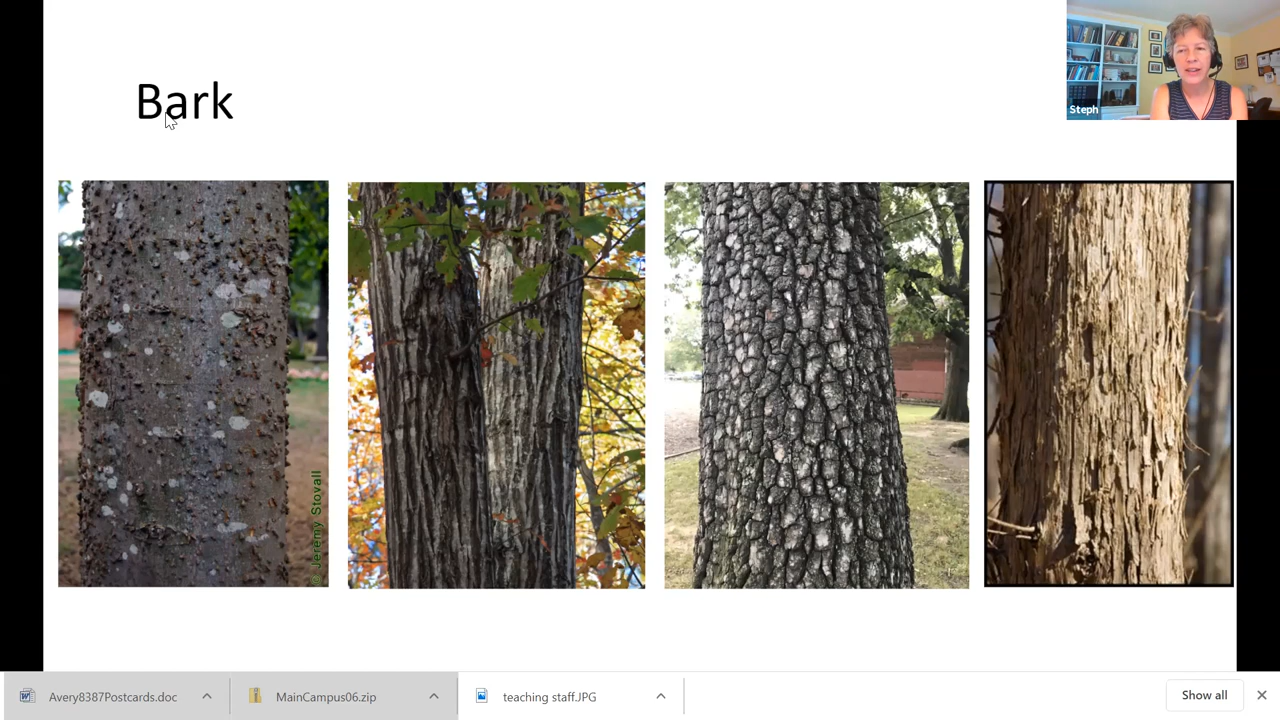 Bark
Steph
© Jeremy Stovall
Avery8387Postcards.doc
MainCampus06.zip
teaching staff.JPG
Show all